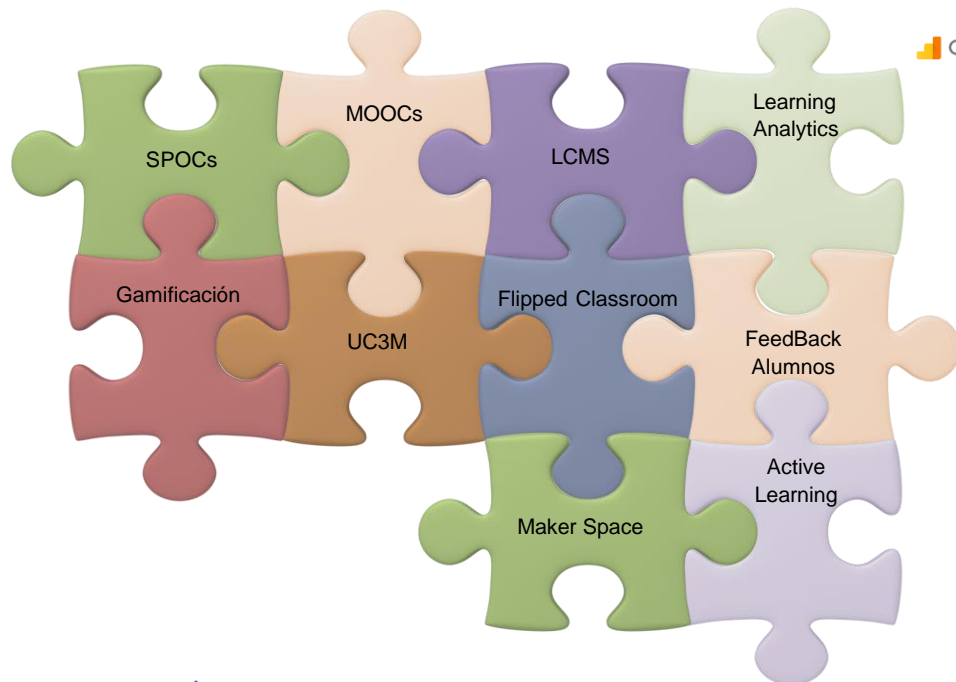 SPOCs
MOOCs
LCMS
Learning
Analytics
Gamificación
UC3M
Flipped Classroom
FeedBack
Alumnos
Maker Space
Active
Learning